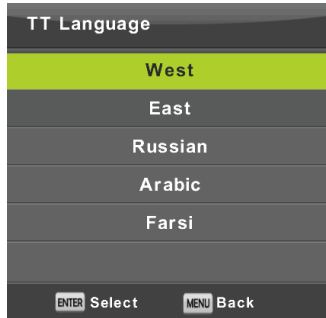 TT Language
West
East
Russian
Arabic
Farsi
ENTER Select MENU Back